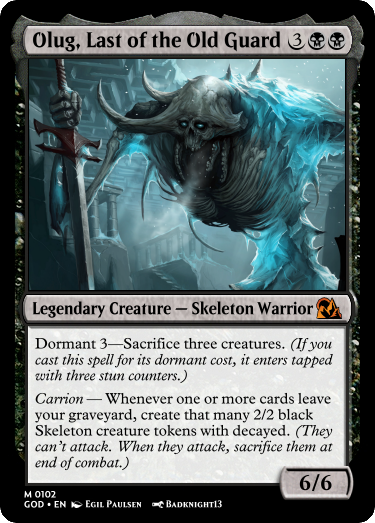 Olug, Last of the Old Guard 3
Legendary Creature — Skeleton Warrior
Dormant 3—Sacrifice three creatures. (If you
cast this spell for its dormant cost, it enters tapped
with three stun counters.)
Carrion — Whenever one or more cards leave
your graveyard, create that many 2/2 black
Skeleton creature tokens with decayed. (They
can't attack. When they attack, sacrifice them at
end of combat.)
6/6
M 0102
GOD • EN Egil Paulsen Badknight13